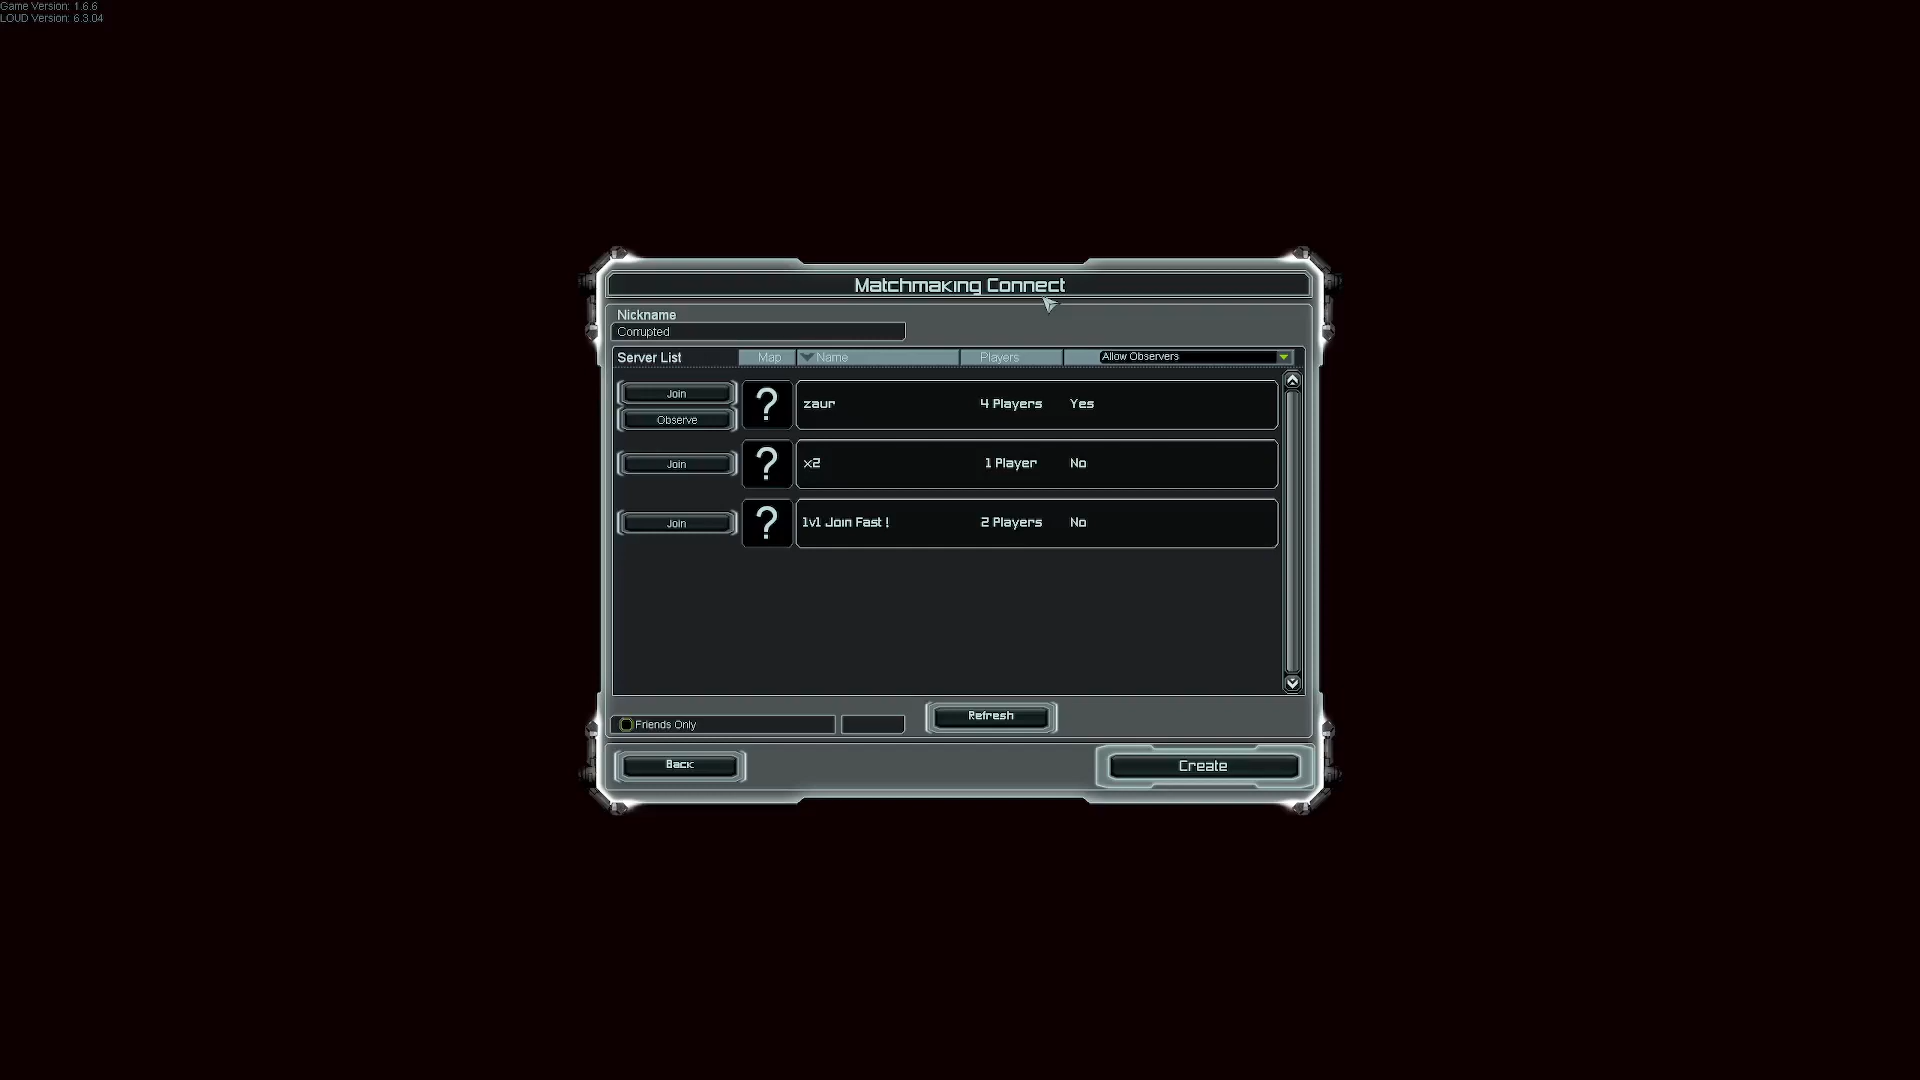 Game Version: 1.6.6
LOUD Version: 6.3.04
Matchmaking Connect
Nickname
Corrupted
Server List Map Name Players Allow Observers
Join
Observe
? zaur 4 Players Yes
Join ? x2 1 Player No
Join ? 1v1 Join Fast ! 2 Players No
Friends Only
Refresh
Back
Create